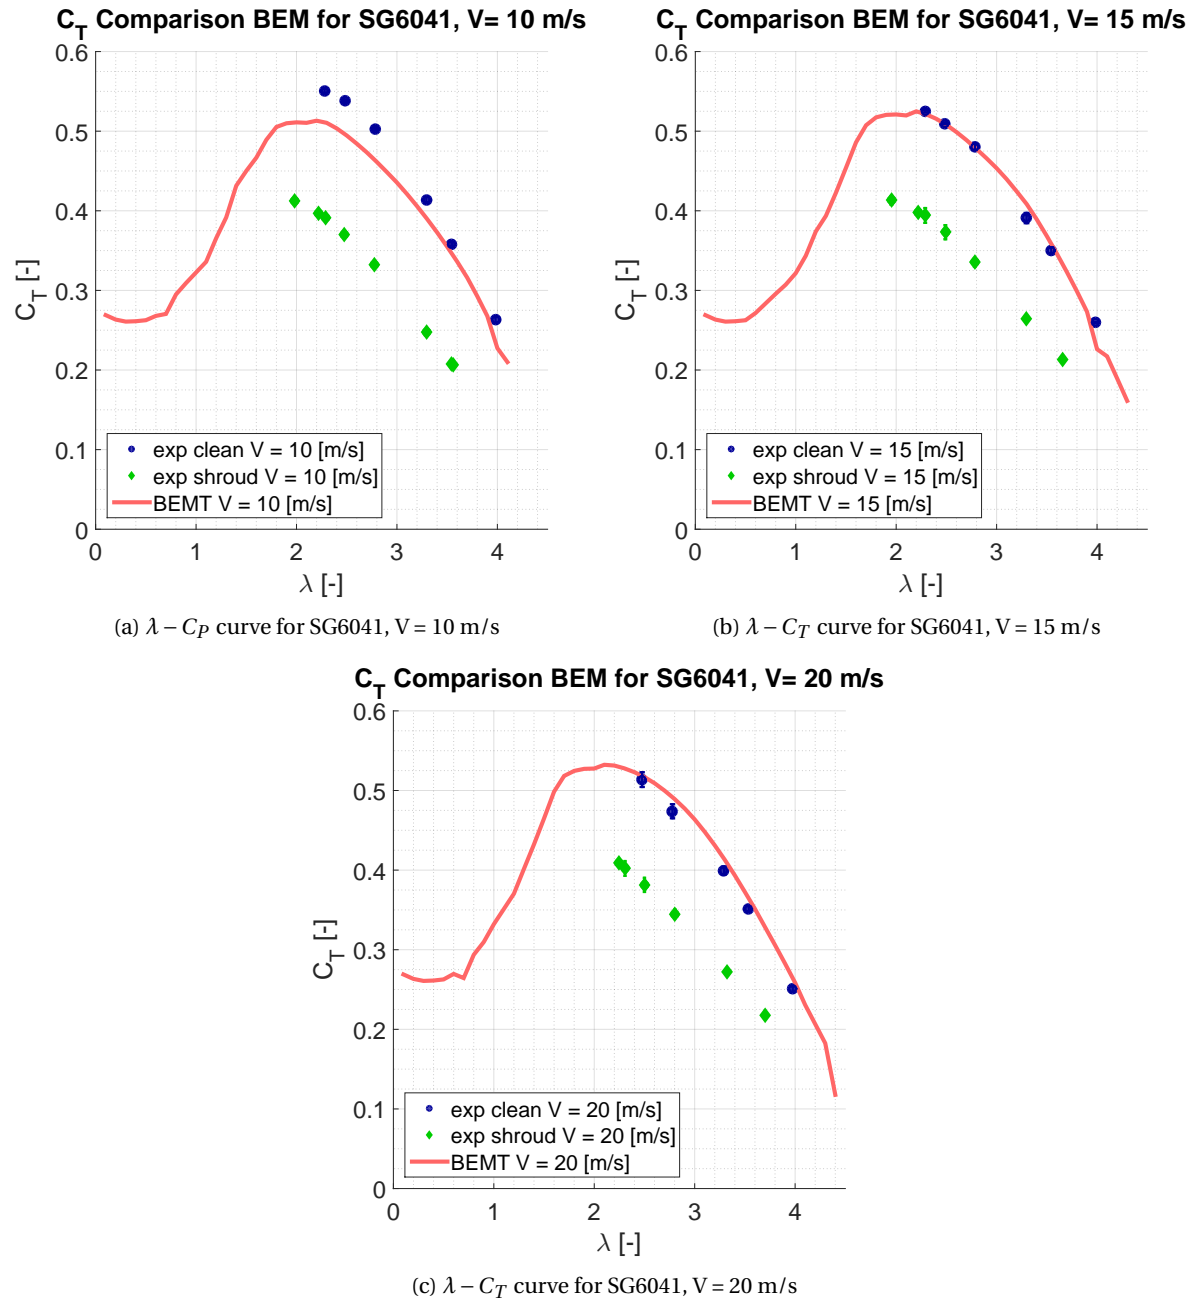 C_T Comparison BEM for SG6041, V= 10 m/s
0.6
0.5
0.4
0.3
0.2
0.1
0
C_T [-]
exp clean V = 10 [m/s]
exp shroud V = 10 [m/s]
BEMT V = 10 [m/s]
0 1 2 3 4
λ [-]
(a) λ – C_P curve for SG6041, V = 10 m/s
C_T Comparison BEM for SG6041, V= 15 m/s
0.6
0.5
0.4
0.3
0.2
0.1
0
C_T [-]
exp clean V = 15 [m/s]
exp shroud V = 15 [m/s]
BEMT V = 15 [m/s]
0 1 2 3 4
λ [-]
(b) λ – C_T curve for SG6041, V = 15 m/s
C_T Comparison BEM for SG6041, V= 20 m/s
0.6
0.5
0.4
0.3
0.2
0.1
0
C_T [-]
exp clean V = 20 [m/s]
exp shroud V = 20 [m/s]
BEMT V = 20 [m/s]
0 1 2 3 4
λ [-]
(c) λ – C_T curve for SG6041, V = 20 m/s